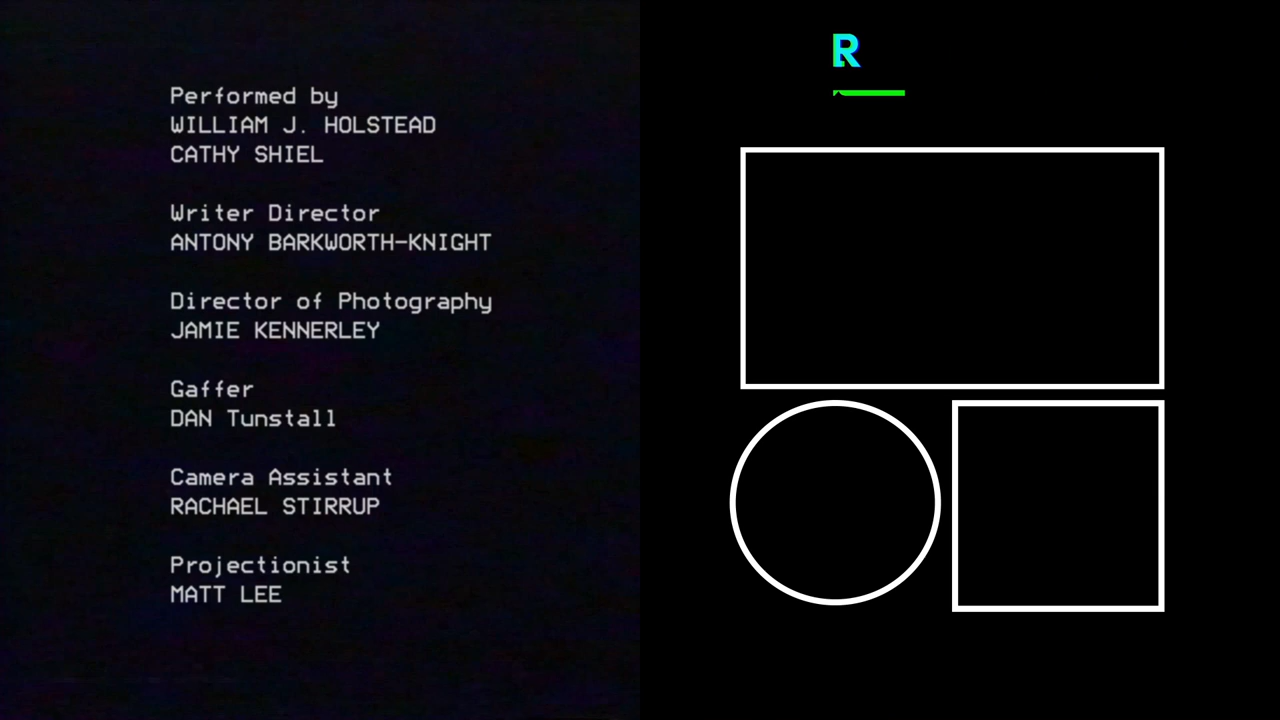 Performed by
WILLIAM J. HOLSTEAD
CATHY SHIEL
Writer Director
ANTONY BARKWORTH-KNIGHT
Director of Photography
JAMIE KENNERLEY
Gaffer
DAN Tunstall
Camera Assistant
RACHAEL STIRRUP
Projectionist
MATT LEE
R